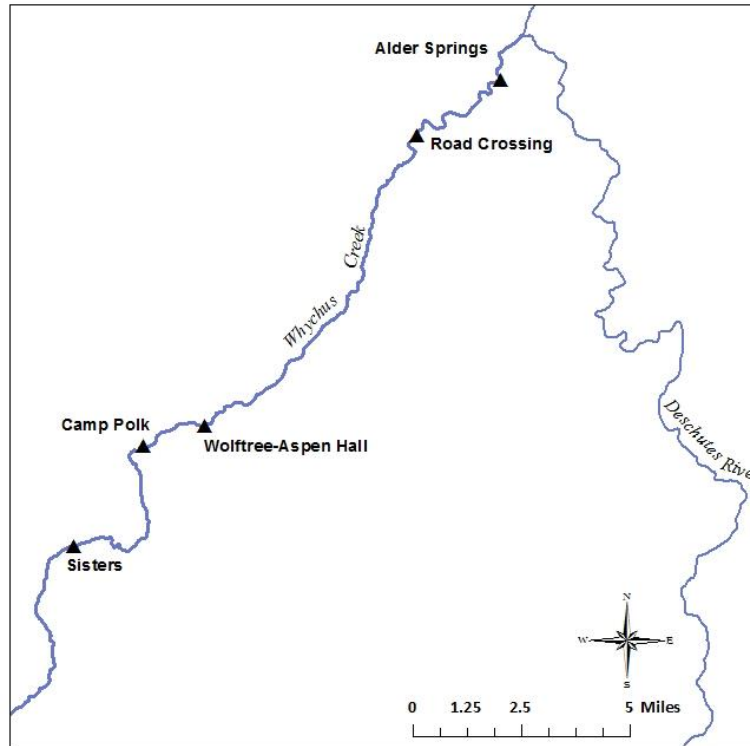 Alder Springs
Road Crossing
Whychus Creek
Camp Polk
Wolftree-Aspen Hall
Deschutes River
Sisters
N
W E
S
0 1.25 2.5 5 Miles